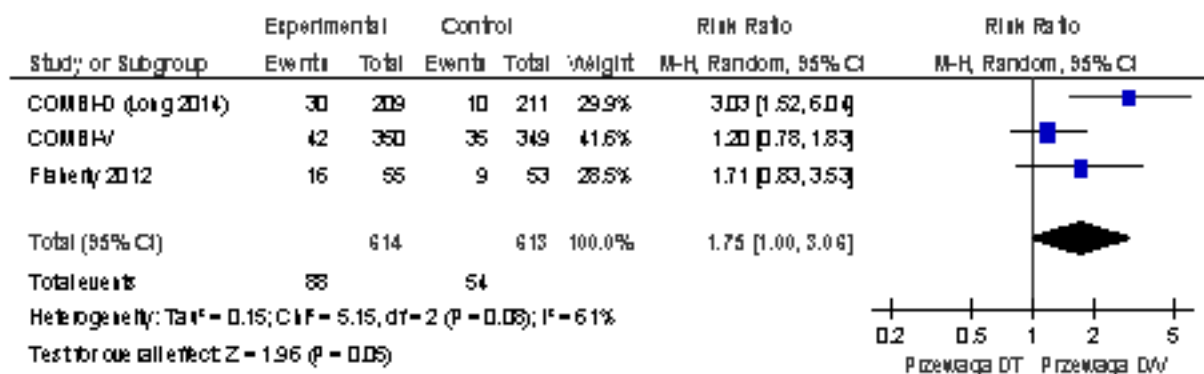 Experimental Control Risk Ratio Risk Ratio
Study or Subgroup Events Total Events Total Weight M-H, Random, 95% CI M-H, Random, 95% CI
COMBI-D (Long 2014) 30 209 10 211 29.9% 3.03 [1.52, 6.04]
COMBI-V 42 350 35 349 41.6% 1.20 [0.78, 1.83]
Flaherty 2012 16 55 9 53 28.5% 1.71 [0.83, 3.53]
Total (95% CI) 614 613 100.0% 1.75 [1.00, 3.06]
Total events 88 54
Heterogeneity: Tau² = 0.15; Chi² = 5.15, df = 2 (P = 0.08); I² = 61%
Test for overall effect: Z = 1.96 (P = 0.05)
0.2 0.5 1 2 5
Przewaga DT Przewaga D/V